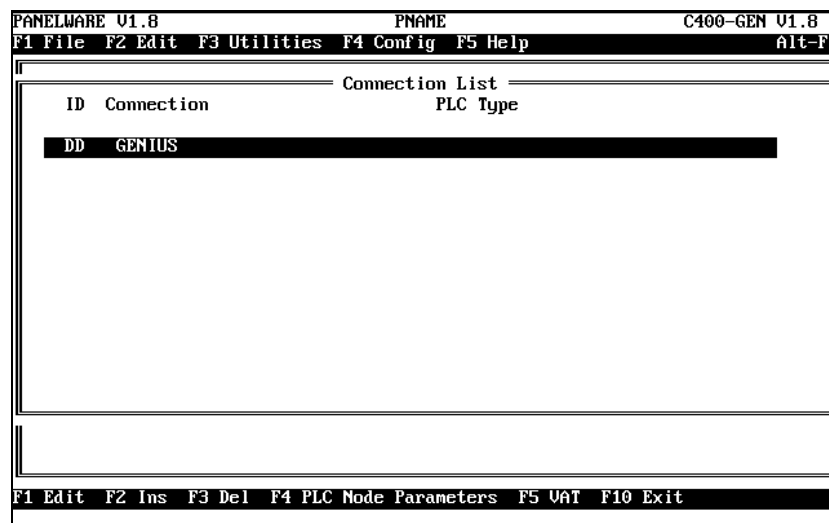 PANELWARE V1.8 PNAME C400-GEN V1.8
F1 File F2 Edit F3 Utilities F4 Config F5 Help Alt-F
Connection List
ID Connection PLC Type
DD GENIUS
F1 Edit F2 Ins F3 Del F4 PLC Node Parameters F5 VAT F10 Exit